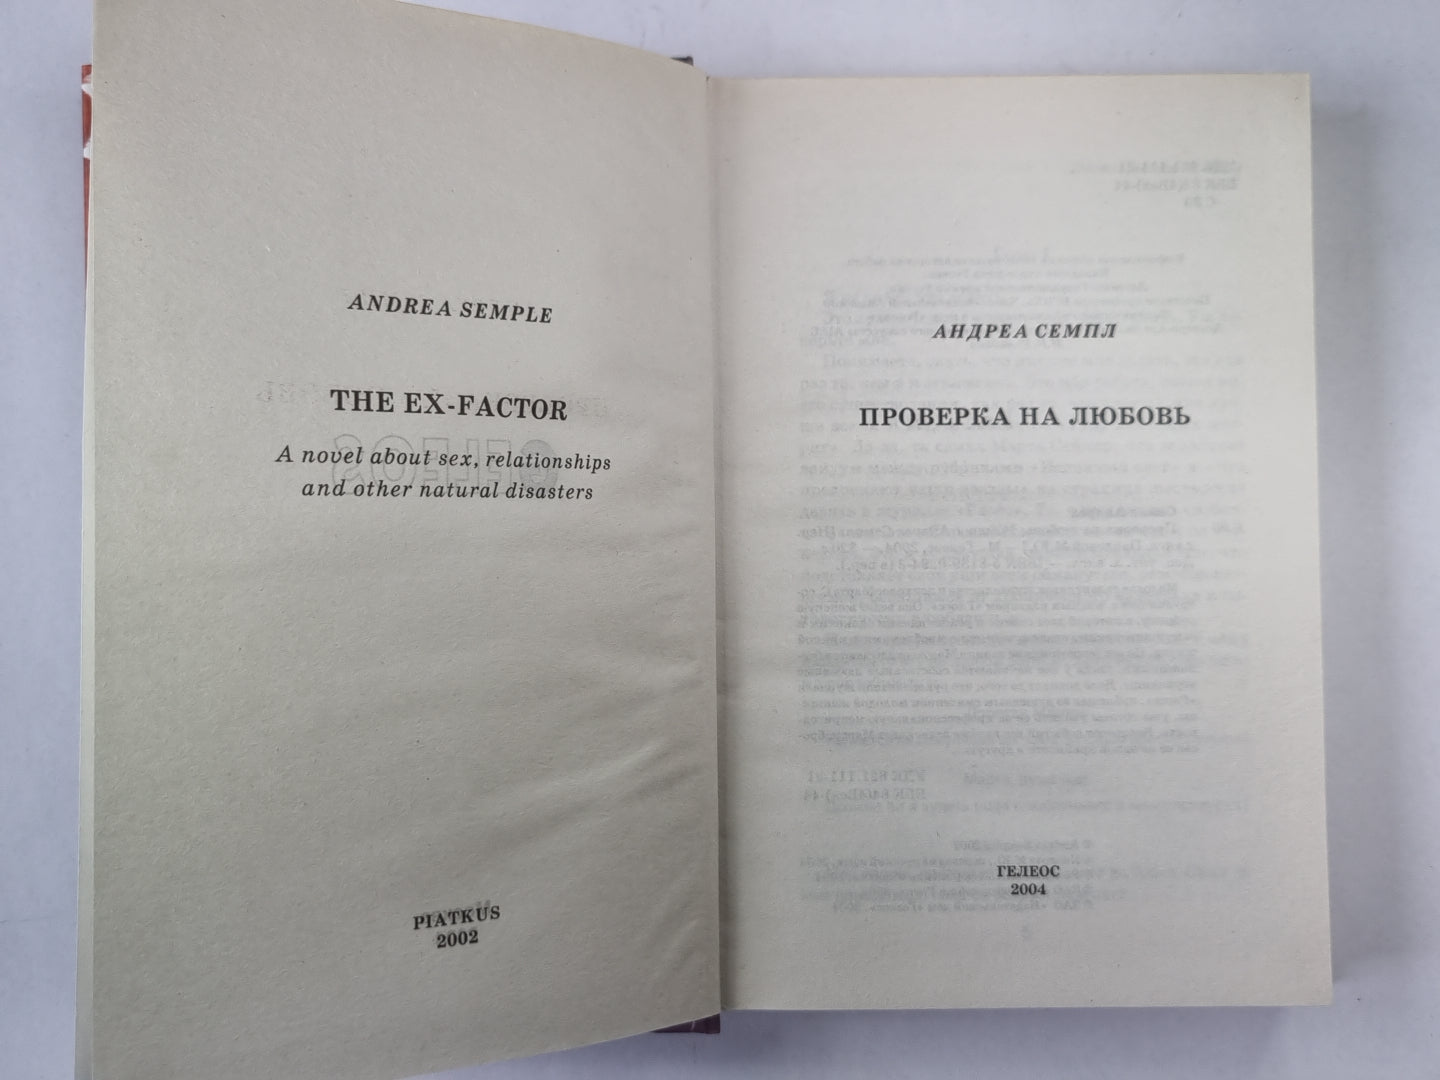 ANDREA SEMPLE
THE EX-FACTOR
A novel about sex, relationships
and other natural disasters
PIATKUS
2002
АНДРЕА СЕМПЛ
ПРОВЕРКА НА ЛЮБОВЬ
ГЕЛЕОС
2004